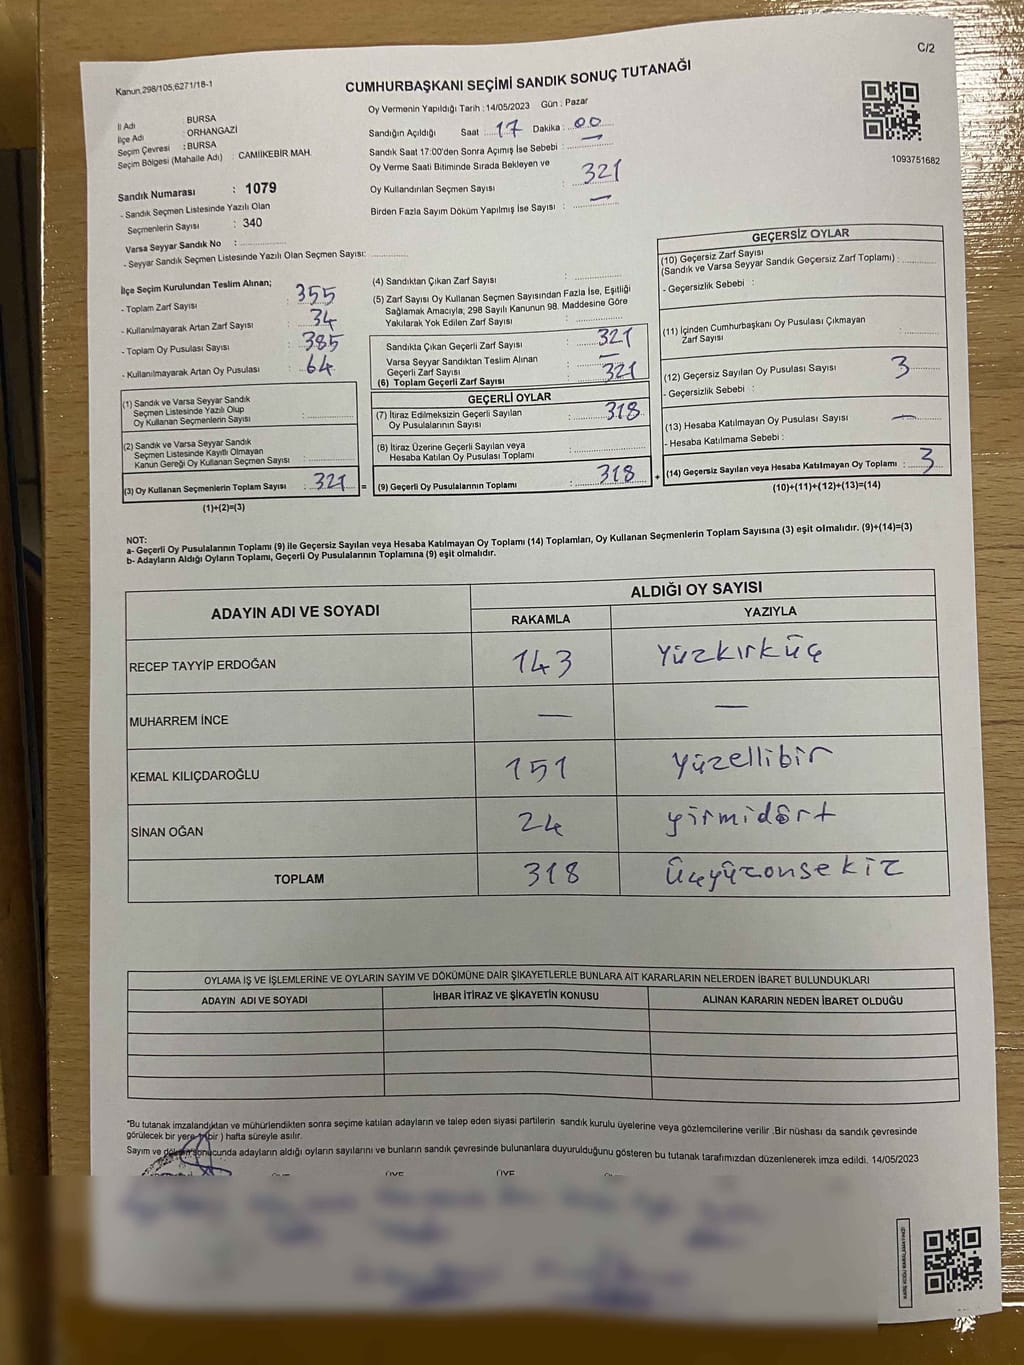 C/2
Kanun,298/105,6271/18-1
CUMHURBAŞKANI SEÇİMİ SANDIK SONUÇ TUTANAĞI
Oy Vermenin Yapıldığı Tarih : 14/05/2023 Gün : Pazar
İl Adı : BURSA
İlçe Adı : ORHANGAZİ
Seçim Çevresi : BURSA
Seçim Bölgesi (Mahalle Adı) : CAMİİKEBİR MAH.
Sandığın Açıldığı Saat 17 Dakika : 00
Sandık Saat 17:00'den Sonra Açımış İse Sebebi : —
Oy Verme Saati Bitiminde Sırada Bekleyen ve
Oy Kullandırılan Seçmen Sayısı : 321
Birden Fazla Sayım Döküm Yapılmış İse Sayısı : —
1093751682
Sandık Numarası : 1079
- Sandık Seçmen Listesinde Yazılı Olan
Seçmenlerin Sayısı : 340
Varsa Seyyar Sandık No :
- Seyyar Sandık Seçmen Listesinde Yazılı Olan Seçmen Sayısı:
İlçe Seçim Kurulundan Teslim Alınan;
- Toplam Zarf Sayısı : 355
- Kullanılmayarak Artan Zarf Sayısı : 34
- Toplam Oy Pusulası Sayısı : 385
- Kullanılmayarak Artan Oy Pusulası : 64
(1) Sandık ve Varsa Seyyar Sandık
Seçmen Listesinde Yazılı Olup
Oy Kullanan Seçmenlerin Sayısı :
(2) Sandık ve Varsa Seyyar Sandık
Seçmen Listesinde Kayıtlı Olmayan
Kanun Gereği Oy Kullanan Seçmen Sayısı :
(3) Oy Kullanan Seçmenlerin Toplam Sayısı : 321 =
(1)+(2)=(3)
(4) Sandıktan Çıkan Zarf Sayısı :
(5) Zarf Sayısı Oy Kullanan Seçmen Sayısından Fazla İse, Eşitliği
Sağlamak Amacıyla, 298 Sayılı Kanunun 98. Maddesine Göre
Yakılarak Yok Edilen Zarf Sayısı :
Sandıkta Çıkan Geçerli Zarf Sayısı : 321
Varsa Seyyar Sandıktan Teslim Alınan
Geçerli Zarf Sayısı : —
(6) Toplam Geçerli Zarf Sayısı : 321
GEÇERLİ OYLAR
(7) İtiraz Edilmeksizin Geçerli Sayılan
Oy Pusulalarının Sayısı : 318
(8) İtiraz Üzerine Geçerli Sayılan veya
Hesaba Katılan Oy Pusulası Toplamı :
(9) Geçerli Oy Pusulalarının Toplamı : 318 +
GEÇERSİZ OYLAR
(10) Geçersiz Zarf Sayısı
(Sandık ve Varsa Seyyar Sandık Geçersiz Zarf Toplamı) :
- Geçersizlik Sebebi :
(11) İçinden Cumhurbaşkanı Oy Pusulası Çıkmayan
Zarf Sayısı :
(12) Geçersiz Sayılan Oy Pusulası Sayısı : 3
- Geçersizlik Sebebi :
(13) Hesaba Katılmayan Oy Pusulası Sayısı : —
- Hesaba Katılmama Sebebi :
(14) Geçersiz Sayılan veya Hesaba Katılmayan Oy Toplamı : 3
(10)+(11)+(12)+(13)=(14)
NOT:
a- Geçerli Oy Pusulalarının Toplamı (9) ile Geçersiz Sayılan veya Hesaba Katılmayan Oy Toplamı (14) Toplamları, Oy Kullanan Seçmenlerin Toplam Sayısına (3) eşit olmalıdır. (9)+(14)=(3)
b- Adayların Aldığı Oyların Toplamı, Geçerli Oy Pusulalarının Toplamına (9) eşit olmalıdır.
ADAYIN ADI VE SOYADI ALDIĞI OY SAYISI
RAKAMLA YAZIYLA
RECEP TAYYİP ERDOĞAN 143 Yüzkırküç
MUHARREM İNCE — —
KEMAL KILIÇDAROĞLU 151 yüzellibir
SİNAN OĞAN 24 yirmidört
TOPLAM 318 Üçyüzonsekiz
OYLAMA İŞ VE İŞLEMLERİNE VE OYLARIN SAYIM VE DÖKÜMÜNE DAİR ŞİKAYETLERLE BUNLARA AİT KARARLARIN NELERDEN İBARET BULUNDUKLARI
ADAYIN ADI VE SOYADI İHBAR İTİRAZ VE ŞİKAYETİN KONUSU ALINAN KARARIN NEDEN İBARET OLDUĞU
"Bu tutanak imzalandıktan ve mühürlendikten sonra seçime katılan adayların ve talep eden siyasi partilerin sandık kurulu üyelerine veya gözlemcilerine verilir .Bir nüshası da sandık çevresinde
görülecek bir yere (bir) hafta süreyle asılır.
Sayım ve döküm sonucunda adayların aldığı oyların sayılarını ve bunların sandık çevresinde bulunanlara duyurulduğunu gösteren bu tutanak tarafımızdan düzenlenerek imza edildi. 14/05/2023
ÜYE ÜYE